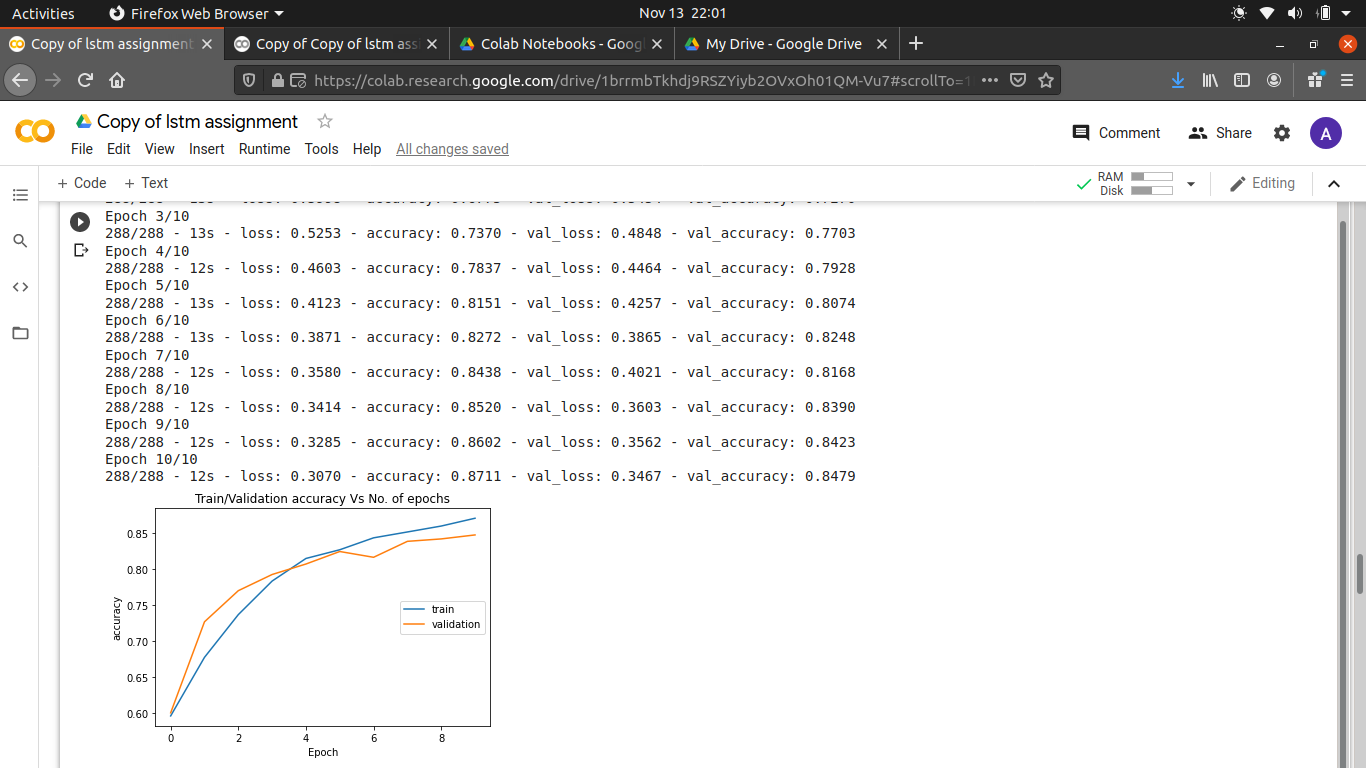 Activities Firefox Web Browser Nov 13 22:01
Copy of lstm assignment Copy of Copy of lstm ass Colab Notebooks - Goog My Drive - Google Drive
https://colab.research.google.com/drive/1brrmbTkhdj9RSZYiyb2OVxOh01QM-Vu7#scrollTo=1
Copy of lstm assignment
Comment Share A
File Edit View Insert Runtime Tools Help All changes saved
+ Code + Text RAM Disk Editing
Epoch 3/10
288/288 - 13s - loss: 0.5253 - accuracy: 0.7370 - val_loss: 0.4848 - val_accuracy: 0.7703
Epoch 4/10
288/288 - 12s - loss: 0.4603 - accuracy: 0.7837 - val_loss: 0.4464 - val_accuracy: 0.7928
Epoch 5/10
288/288 - 13s - loss: 0.4123 - accuracy: 0.8151 - val_loss: 0.4257 - val_accuracy: 0.8074
Epoch 6/10
288/288 - 13s - loss: 0.3871 - accuracy: 0.8272 - val_loss: 0.3865 - val_accuracy: 0.8248
Epoch 7/10
288/288 - 12s - loss: 0.3580 - accuracy: 0.8438 - val_loss: 0.4021 - val_accuracy: 0.8168
Epoch 8/10
288/288 - 12s - loss: 0.3414 - accuracy: 0.8520 - val_loss: 0.3603 - val_accuracy: 0.8390
Epoch 9/10
288/288 - 12s - loss: 0.3285 - accuracy: 0.8602 - val_loss: 0.3562 - val_accuracy: 0.8423
Epoch 10/10
288/288 - 12s - loss: 0.3070 - accuracy: 0.8711 - val_loss: 0.3467 - val_accuracy: 0.8479
Train/Validation accuracy Vs No. of epochs
0.85
0.80
0.75
0.70
0.65
0.60
accuracy
train
validation
0 2 4 6 8
Epoch